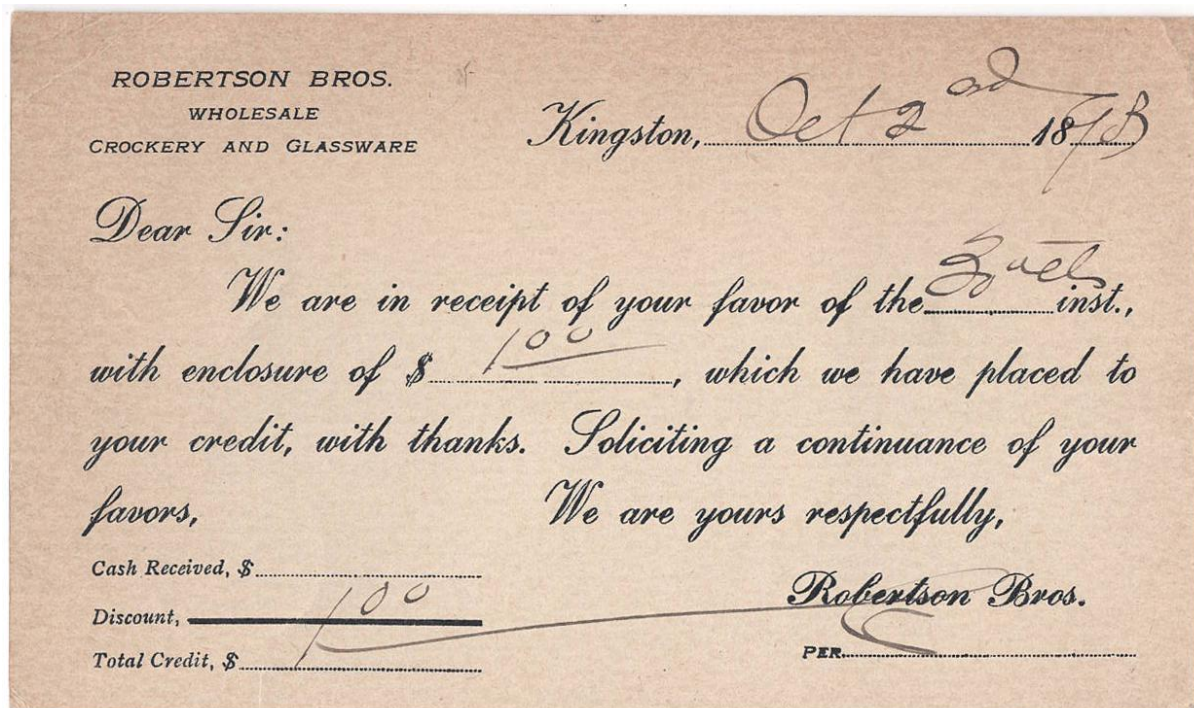 ROBERTSON BROS.
WHOLESALE
CROCKERY AND GLASSWARE
Kingston, Oct 2nd 189
Dear Sir:
We are in receipt of your favor of the 30th inst.,
with enclosure of $ 1.00, which we have placed to
your credit, with thanks. Soliciting a continuance of your
favors, We are yours respectfully,
Cash Received, $
Discount, 1.00
Total Credit, $
Robertson Bros.
PER